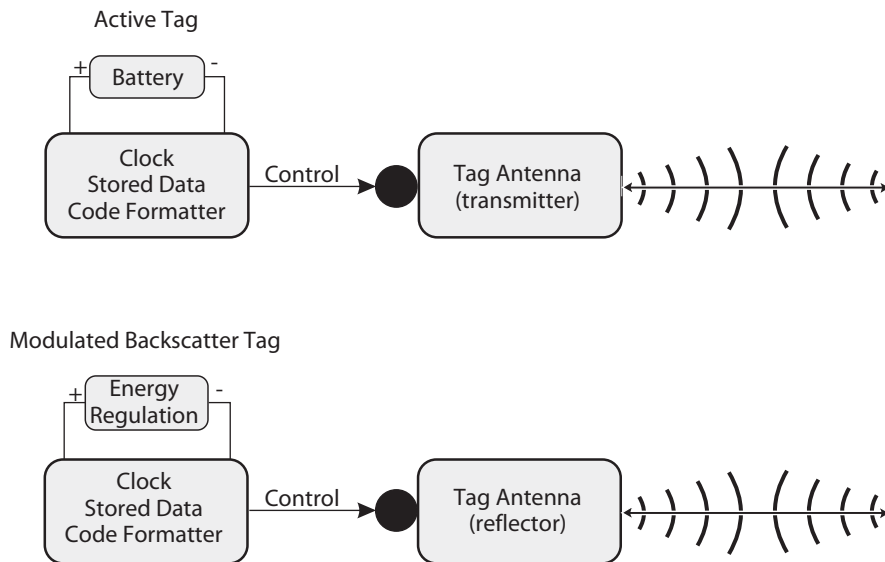 Active Tag
+ Battery -
Clock
Stored Data
Code Formatter
Control
Tag Antenna
(transmitter)
Modulated Backscatter Tag
+ Energy -
Regulation
Clock
Stored Data
Code Formatter
Control
Tag Antenna
(reflector)